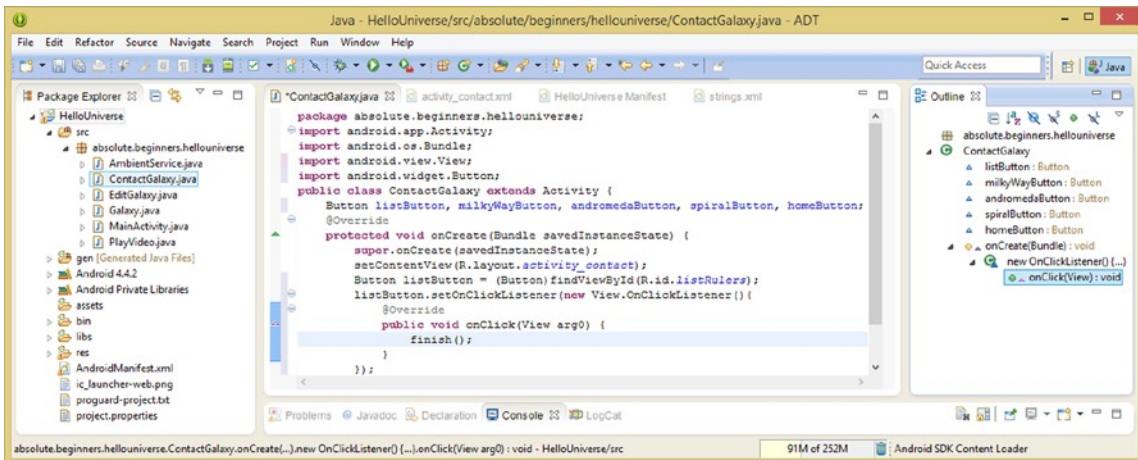 Java - HelloUniverse/src/absolute/beginners/hellouniverse/ContactGalaxy.java - ADT
File Edit Refactor Source Navigate Search Project Run Window Help
Quick Access
Java
Package Explorer
HelloUniverse
src
absolute.beginners.hellouniverse
AmbientService.java
ContactGalaxy.java
EditGalaxy.java
Galaxy.java
MainActivity.java
PlayVideo.java
gen [Generated Java Files]
Android 4.4.2
Android Private Libraries
assets
bin
libs
res
AndroidManifest.xml
ic_launcher-web.png
proguard-project.txt
project.properties
*ContactGalaxy.java activity_contact.xml HelloUniverse Manifest strings.xml
package absolute.beginners.hellouniverse;
import android.app.Activity;
import android.os.Bundle;
import android.view.View;
import android.widget.Button;
public class ContactGalaxy extends Activity {
Button listButton, milkyWayButton, andromedaButton, spiralButton, homeButton;
@Override
protected void onCreate(Bundle savedInstanceState) {
super.onCreate(savedInstanceState);
setContentView(R.layout.activity_contact);
Button listButton = (Button)findViewById(R.id.listRulers);
listButton.setOnClickListener(new View.OnClickListener(){
@Override
public void onClick(View arg0) {
finish();
}
});
Outline
absolute.beginners.hellouniverse
ContactGalaxy
listButton : Button
milkyWayButton : Button
andromedaButton : Button
spiralButton : Button
homeButton : Button
onCreate(Bundle) : void
new OnClickListener() {...}
onClick(View) : void
Problems @ Javadoc Declaration Console LogCat
absolute.beginners.hellouniverse.ContactGalaxy.onCreate(...).new OnClickListener() {...}.onClick(View arg0) : void - HelloUniverse/src
91M of 252M
Android SDK Content Loader